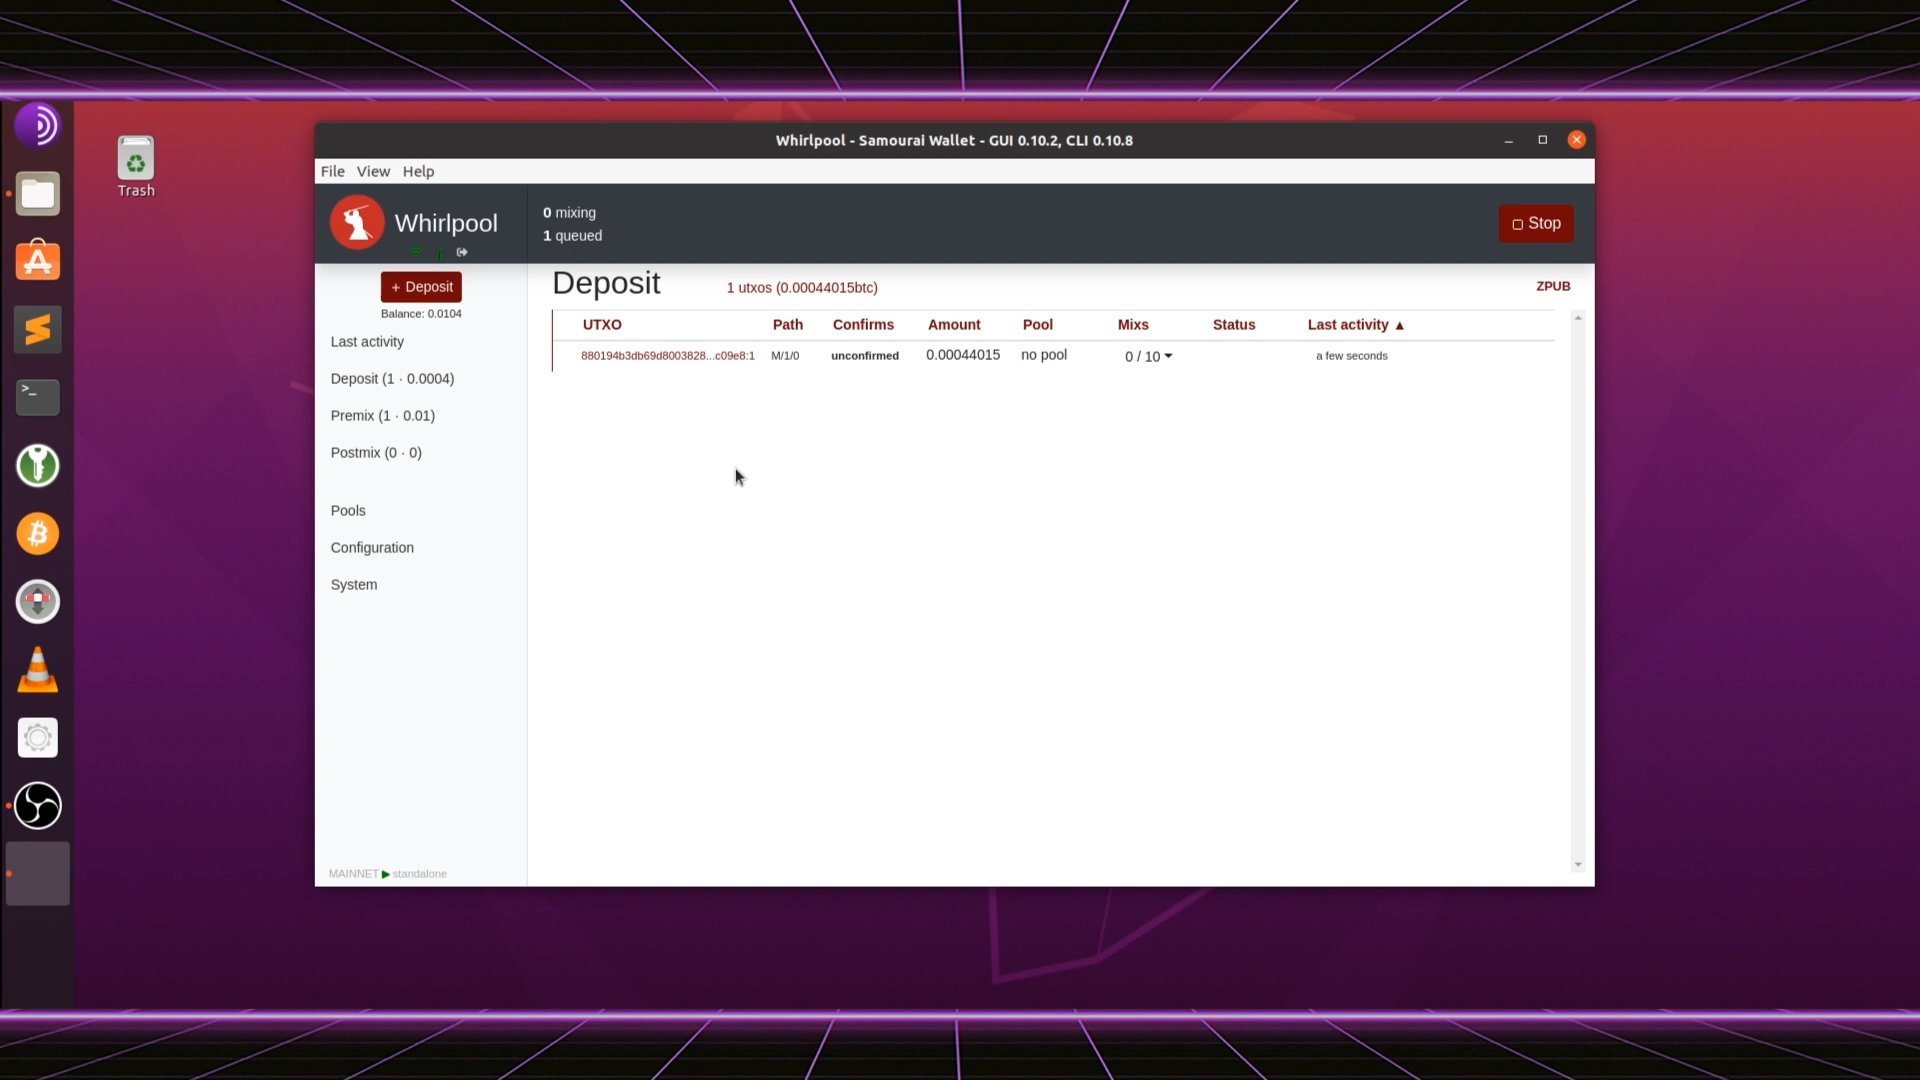 Whirlpool - Samourai Wallet - GUI 0.10.2, CLI 0.10.8
File View Help
Trash
Whirlpool
0 mixing
1 queued
Stop
+ Deposit
Balance: 0.0104
Last activity
Deposit (1 · 0.0004)
Premix (1 · 0.01)
Postmix (0 · 0)
Pools
Configuration
System
MAINNET standalone
Deposit 1 utxos (0.00044015btc) ZPUB
UTXO Path Confirms Amount Pool Mixs Status Last activity ▲
880194b3db69d8003828...c09e8:1 M/1/0 unconfirmed 0.00044015 no pool 0 / 10 a few seconds